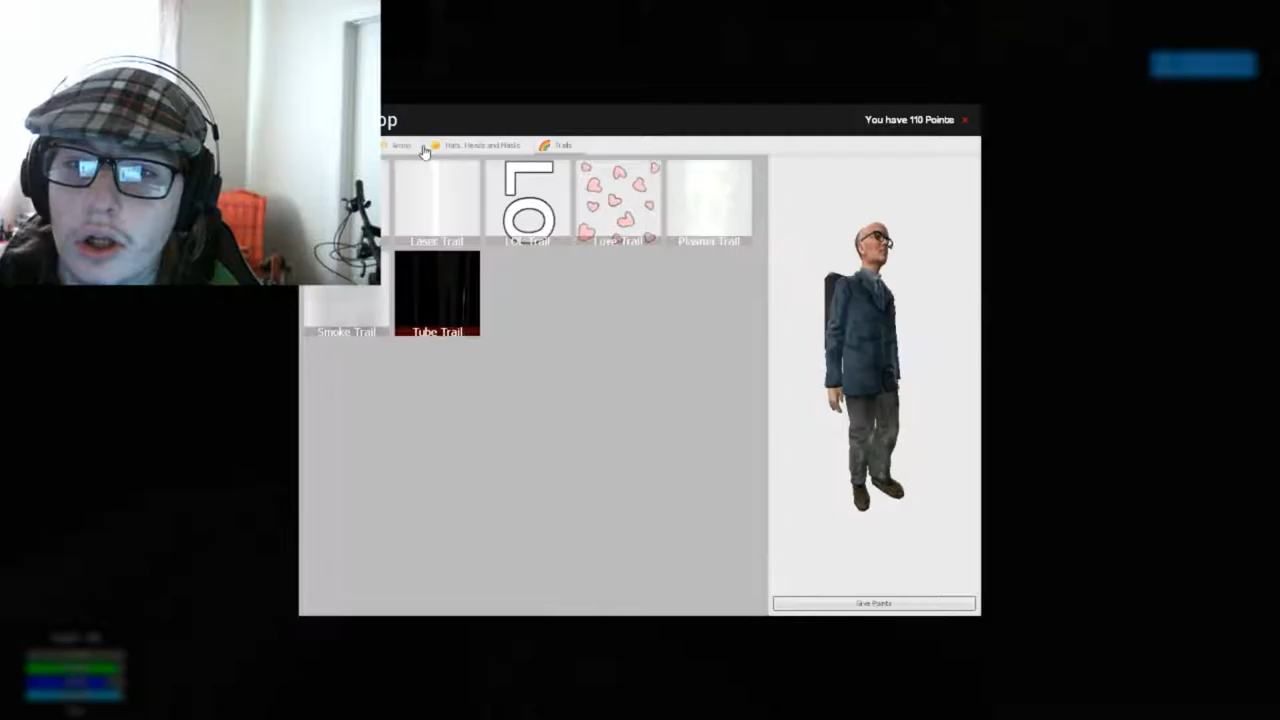 op
You have 110 Points ×
Hats, Heads and Masks
Trails
Laser Trail
LOL Trail
Love Trail
Plasma Trail
Smoke Trail
Tube Trail
Give Points